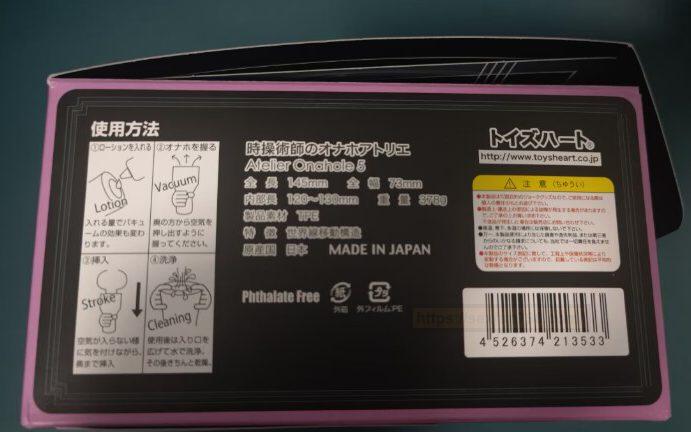 使用方法
①ローションを入れる
Lotion
入れる量でバキュ
ームの効果も変わ
ります。
②オナホを握る
Vacuum
奥の方から空気を
押し出すように
握ってください。
③挿入
Stroke
空気が入らない様
に気を付けながら、
奥まで挿入
④洗浄
Cleaning
使用後は入り口を
広げて水で洗浄。
その後きちんと乾燥。
時操術師のオナホアトリエ
Atelier Onahole 5
全長 145mm 全幅 73mm
内部長 120~130mm 重量 378g
製品素材 TPE
特徴 世界線移動構造
原産国 日本 MADE IN JAPAN
Phthalate Free
紙
外箱
プラ
外フィルム:PE
トイズハート®
http://www.toysheart.co.jp
注意(ちゅうい)
4 526374 213533